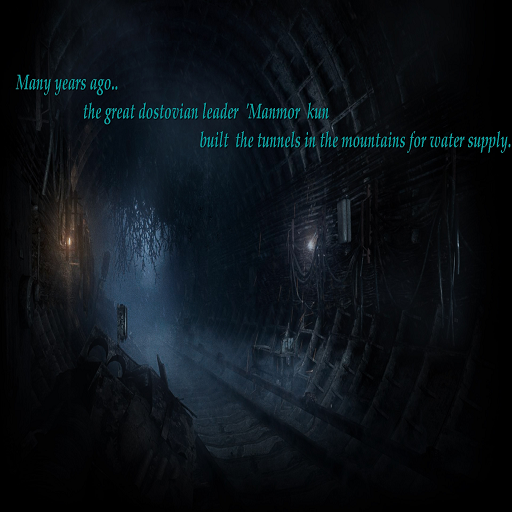 Many years ago..
the great dostovian leader 'Manmor kun
built the tunnels in the mountains for water supply.